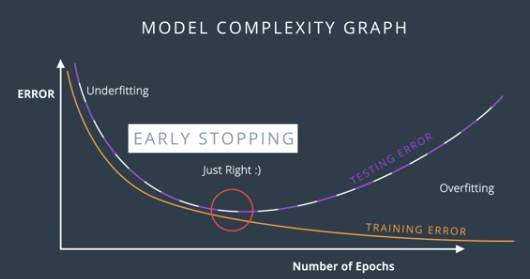 MODEL COMPLEXITY GRAPH
ERROR
Underfitting
EARLY STOPPING
Just Right :)
TESTING ERROR
Overfitting
TRAINING ERROR
Number of Epochs